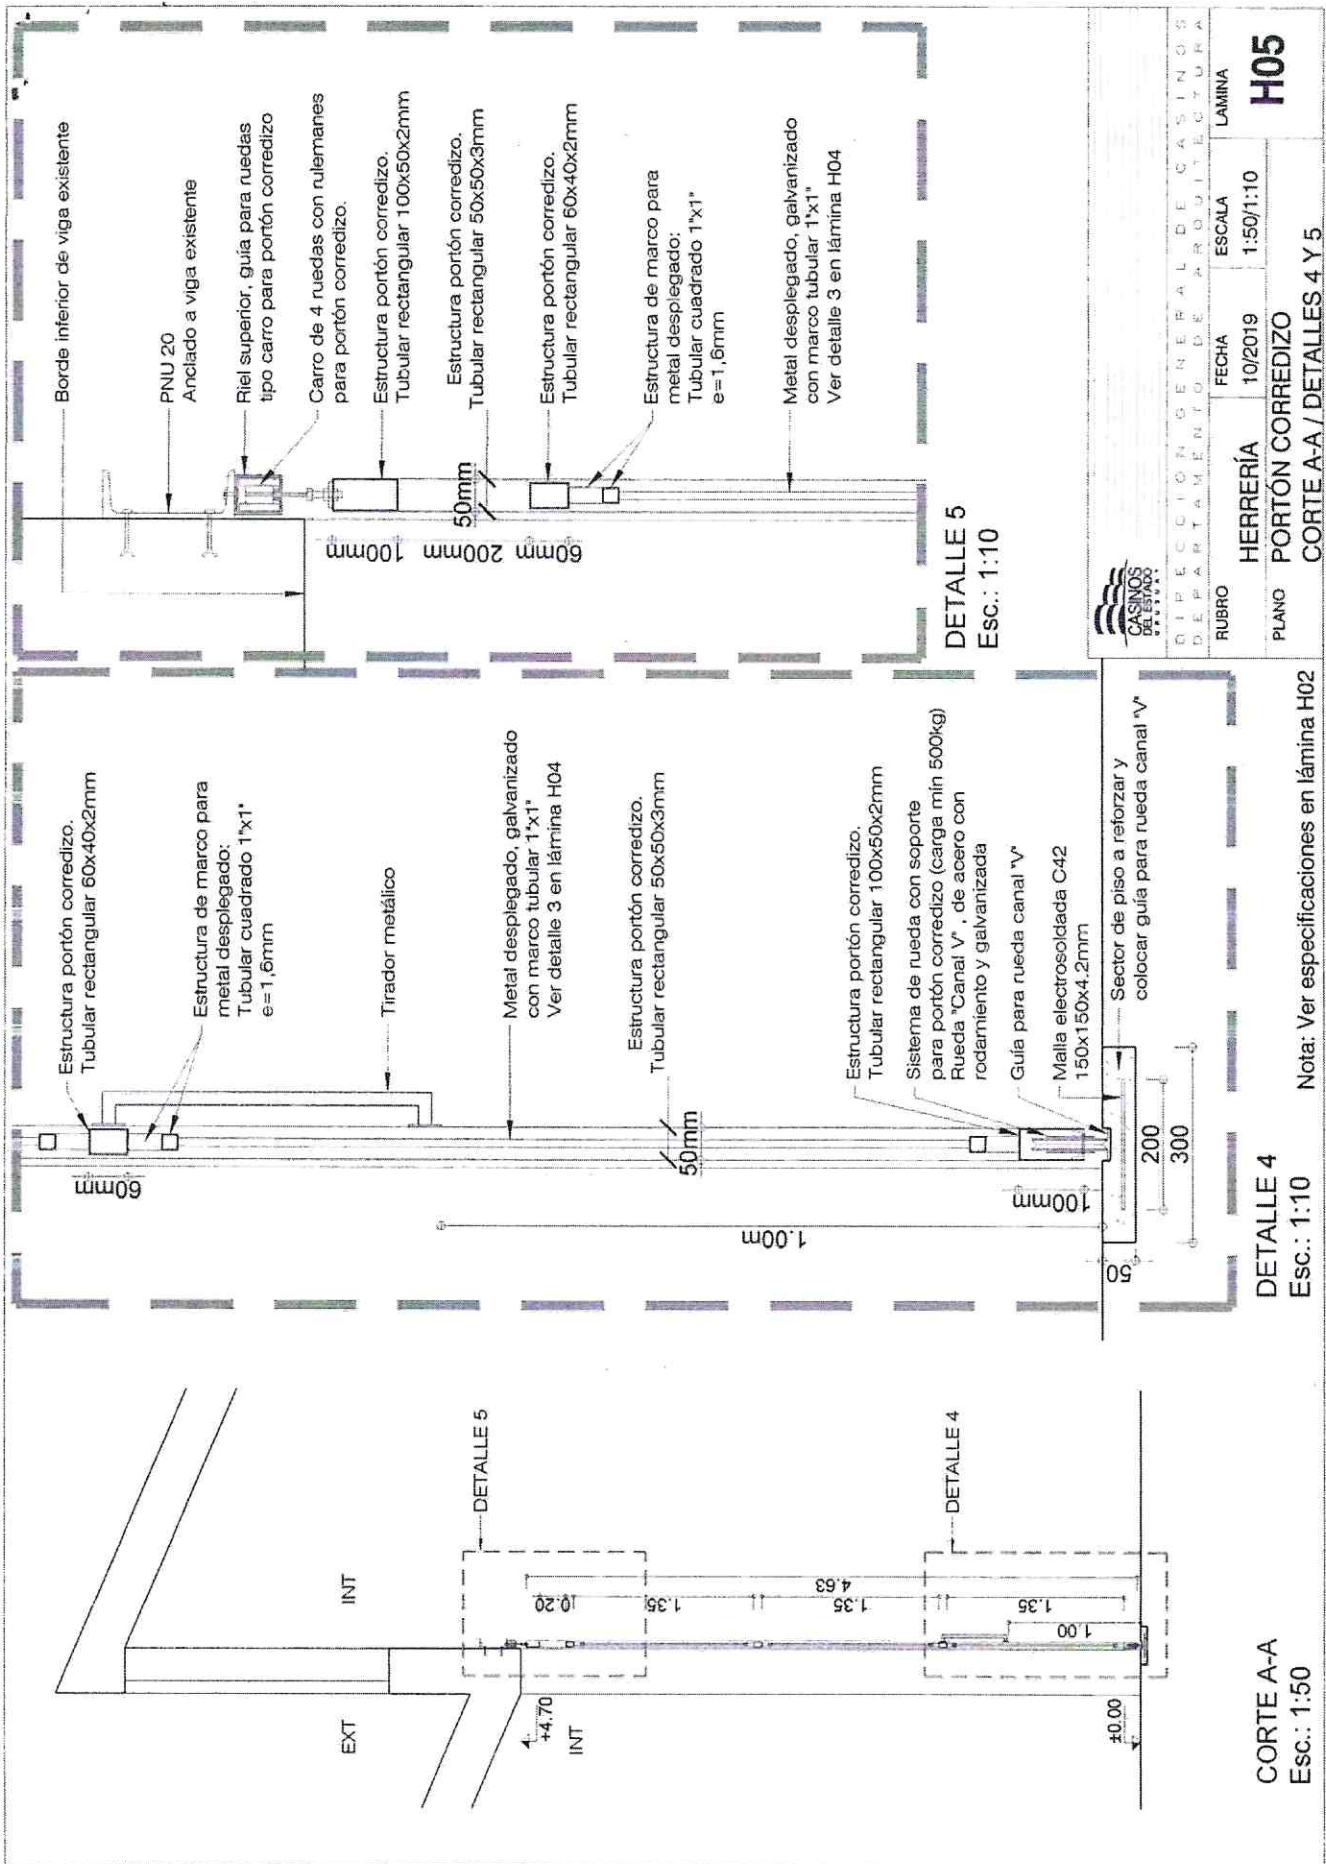 CORTE A-A
Esc.: 1:50
EXT
INT
+4.70
INT
±0.00
DETALLE 5
DETALLE 4
0.20
1.35
1.35
1.35
4.63
1.00
DETALLE 4
Esc.: 1:10
Estructura portón corredizo.
Tubular rectangular 60x40x2mm
Estructura de marco para
metal desplegado:
Tubular cuadrado 1"x1"
e=1,6mm
Tirador metálico
Metal desplegado, galvanizado
con marco tubular 1"x1"
Ver detalle 3 en lámina H04
Estructura portón corredizo.
Tubular rectangular 50x50x3mm
Estructura portón corredizo.
Tubular rectangular 100x50x2mm
Sistema de rueda con soporte
para portón corredizo (carga mín 500kg)
Rueda "Canal V" , de acero con
rodamiento y galvanizada
Guía para rueda canal "V"
Malla electrosoldada C42
150x150x4.2mm
Sector de piso a reforzar y
colocar guía para rueda canal "V"
60mm
50mm
1.00m
100mm
50
200
300
Nota: Ver especificaciones en lámina H02
DETALLE 5
Esc.: 1:10
Borde inferior de viga existente
PNU 20
Anclado a viga existente
Riel superior, guía para ruedas
tipo carro para portón corredizo
Carro de 4 ruedas con rulemanes
para portón corredizo.
Estructura portón corredizo.
Tubular rectangular 100x50x2mm
Estructura portón corredizo.
Tubular rectangular 50x50x3mm
Estructura portón corredizo.
Tubular rectangular 60x40x2mm
Estructura de marco para
metal desplegado:
Tubular cuadrado 1"x1"
e=1,6mm
Metal desplegado, galvanizado
con marco tubular 1"x1"
Ver detalle 3 en lámina H04
100mm
200mm
60mm
50mm
CASINOS
DEL ESTADO
URUGUAY
DIRECCION GENERAL DE CASINOS
DEPARTAMENTO DE ARQUITECTURA
RUBRO
HERRERÍA
FECHA
10/2019
ESCALA
1:50/1:10
LAMINA
H05
PLANO
PORTÓN CORREDIZO
CORTE A-A / DETALLES 4 Y 5